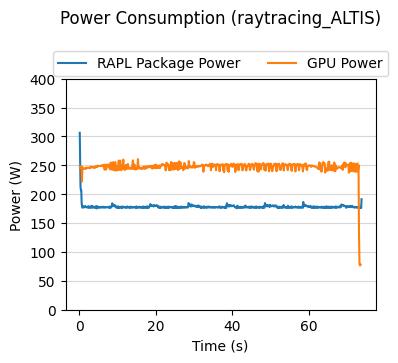 Power Consumption (raytracing_ALTIS)
RAPL Package Power GPU Power
400
350
300
250
200
150
100
50
0
Power (W)
0 20 40 60
Time (s)